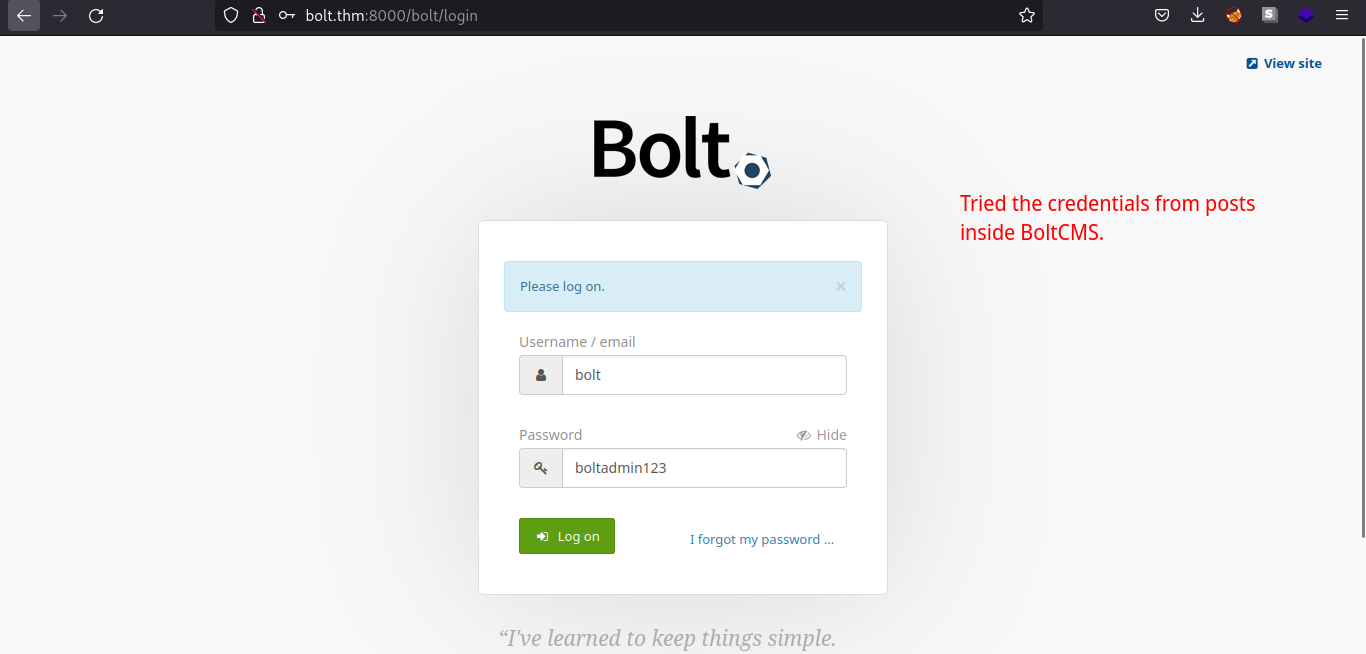 bolt.thm:8000/bolt/login
S
View site
Bolt
Tried the credentials from posts
inside BoltCMS.
Please log on.
×
Username / email
bolt
Password
Hide
boltadmin123
Log on
I forgot my password ...
“I've learned to keep things simple.